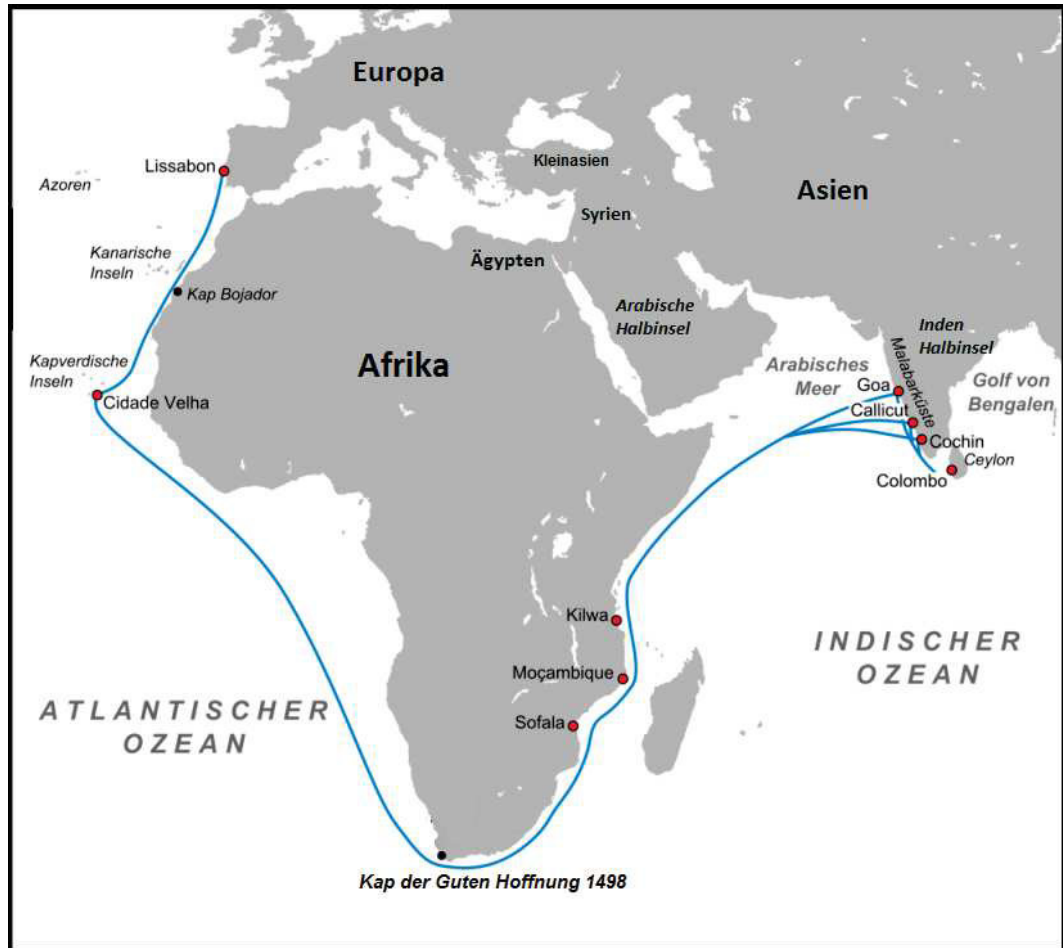 Europa
Kleinasien
Lissabon
Azoren
Asien
Syrien
Kanarische
Inseln
Ägypten
Kap Bojador
Arabische
Halbinsel
Inden
Halbinsel
Malabarküste
Kapverdische
Inseln
Afrika
Arabisches
Meer
Golf von
Bengalen
Goa
Cidade Velha
Callicut
Cochin
Ceylon
Colombo
Kilwa
INDISCHER
OZEAN
Moçambique
ATLANTISCHER
OZEAN
Sofala
Kap der Guten Hoffnung 1498